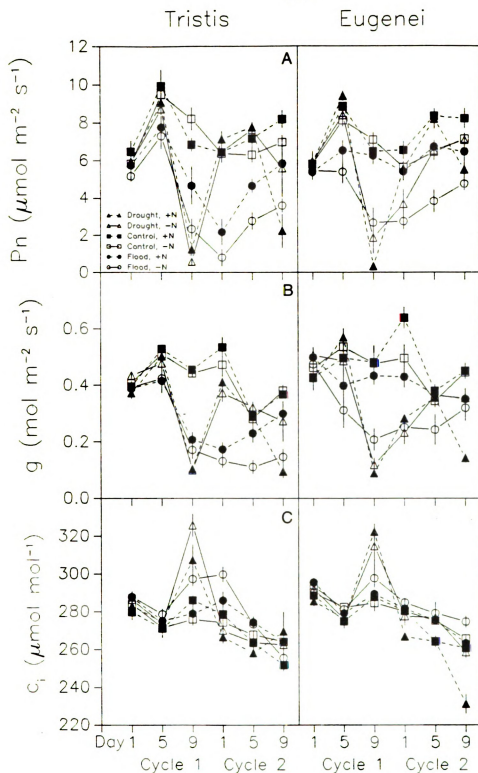 Tristis
Eugenei
Pn (μmol m⁻² s⁻¹)
12
10
8
6
4
2
0
A
Drought, +N
Drought, −N
Control, +N
Control, −N
Flood, +N
Flood, −N
g (mol m⁻² s⁻¹)
0.6
0.4
0.2
0.0
B
cᵢ (μmol mol⁻¹)
320
300
280
260
240
220
C
Day 1 5 9 1 5 9 1 5 9 1 5 9
Cycle 1 Cycle 2 Cycle 1 Cycle 2